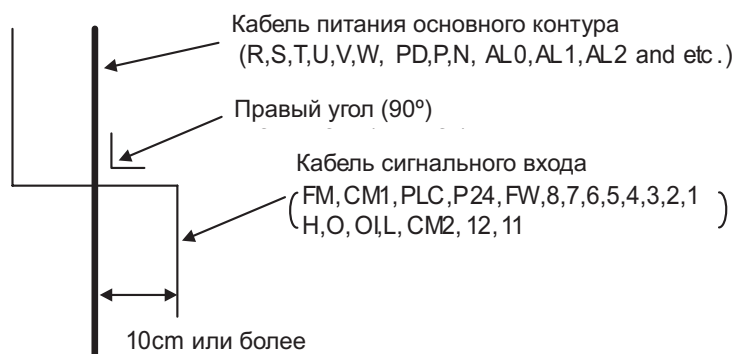 Кабель питания основного контура
(R,S,T,U,V,W, PD,P,N, AL0,AL1,AL2 and etc.)
Правый угол (90º)
Кабель сигнального входа
(FM,CM1,PLC,P24,FW,8,7,6,5,4,3,2,1
H,O,OI,L,CM2,12,11)
10cm или более